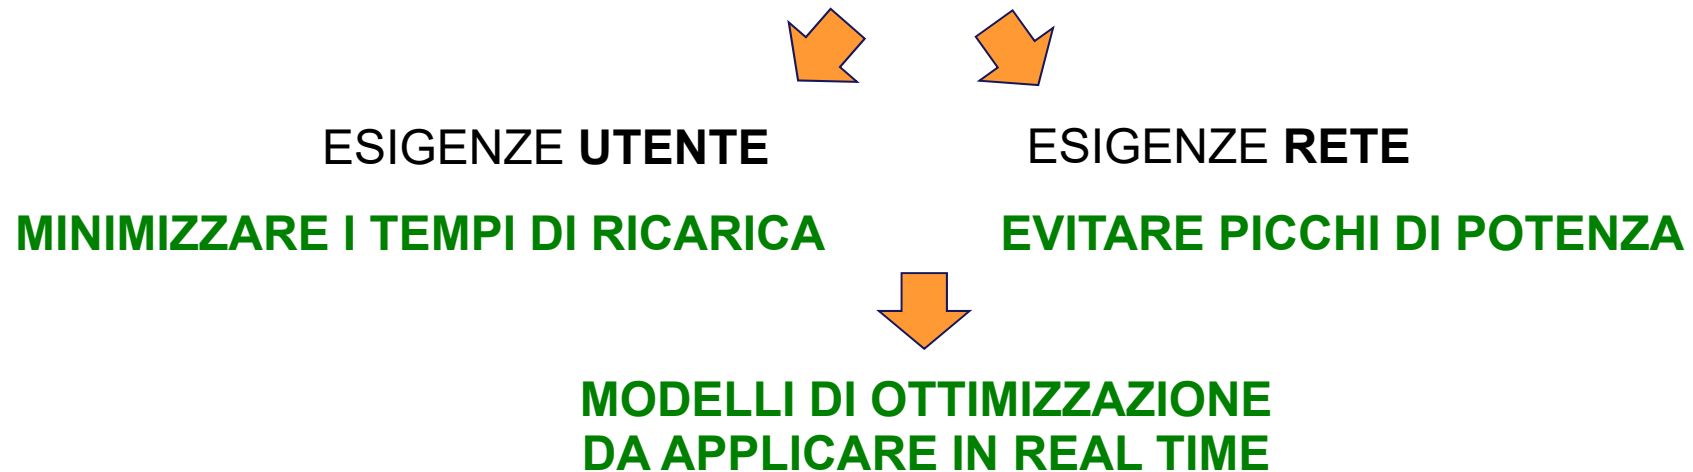 ESIGENZE UTENTE
ESIGENZE RETE
MINIMIZZARE I TEMPI DI RICARICA
EVITARE PICCHI DI POTENZA
MODELLI DI OTTIMIZZAZIONE
DA APPLICARE IN REAL TIME